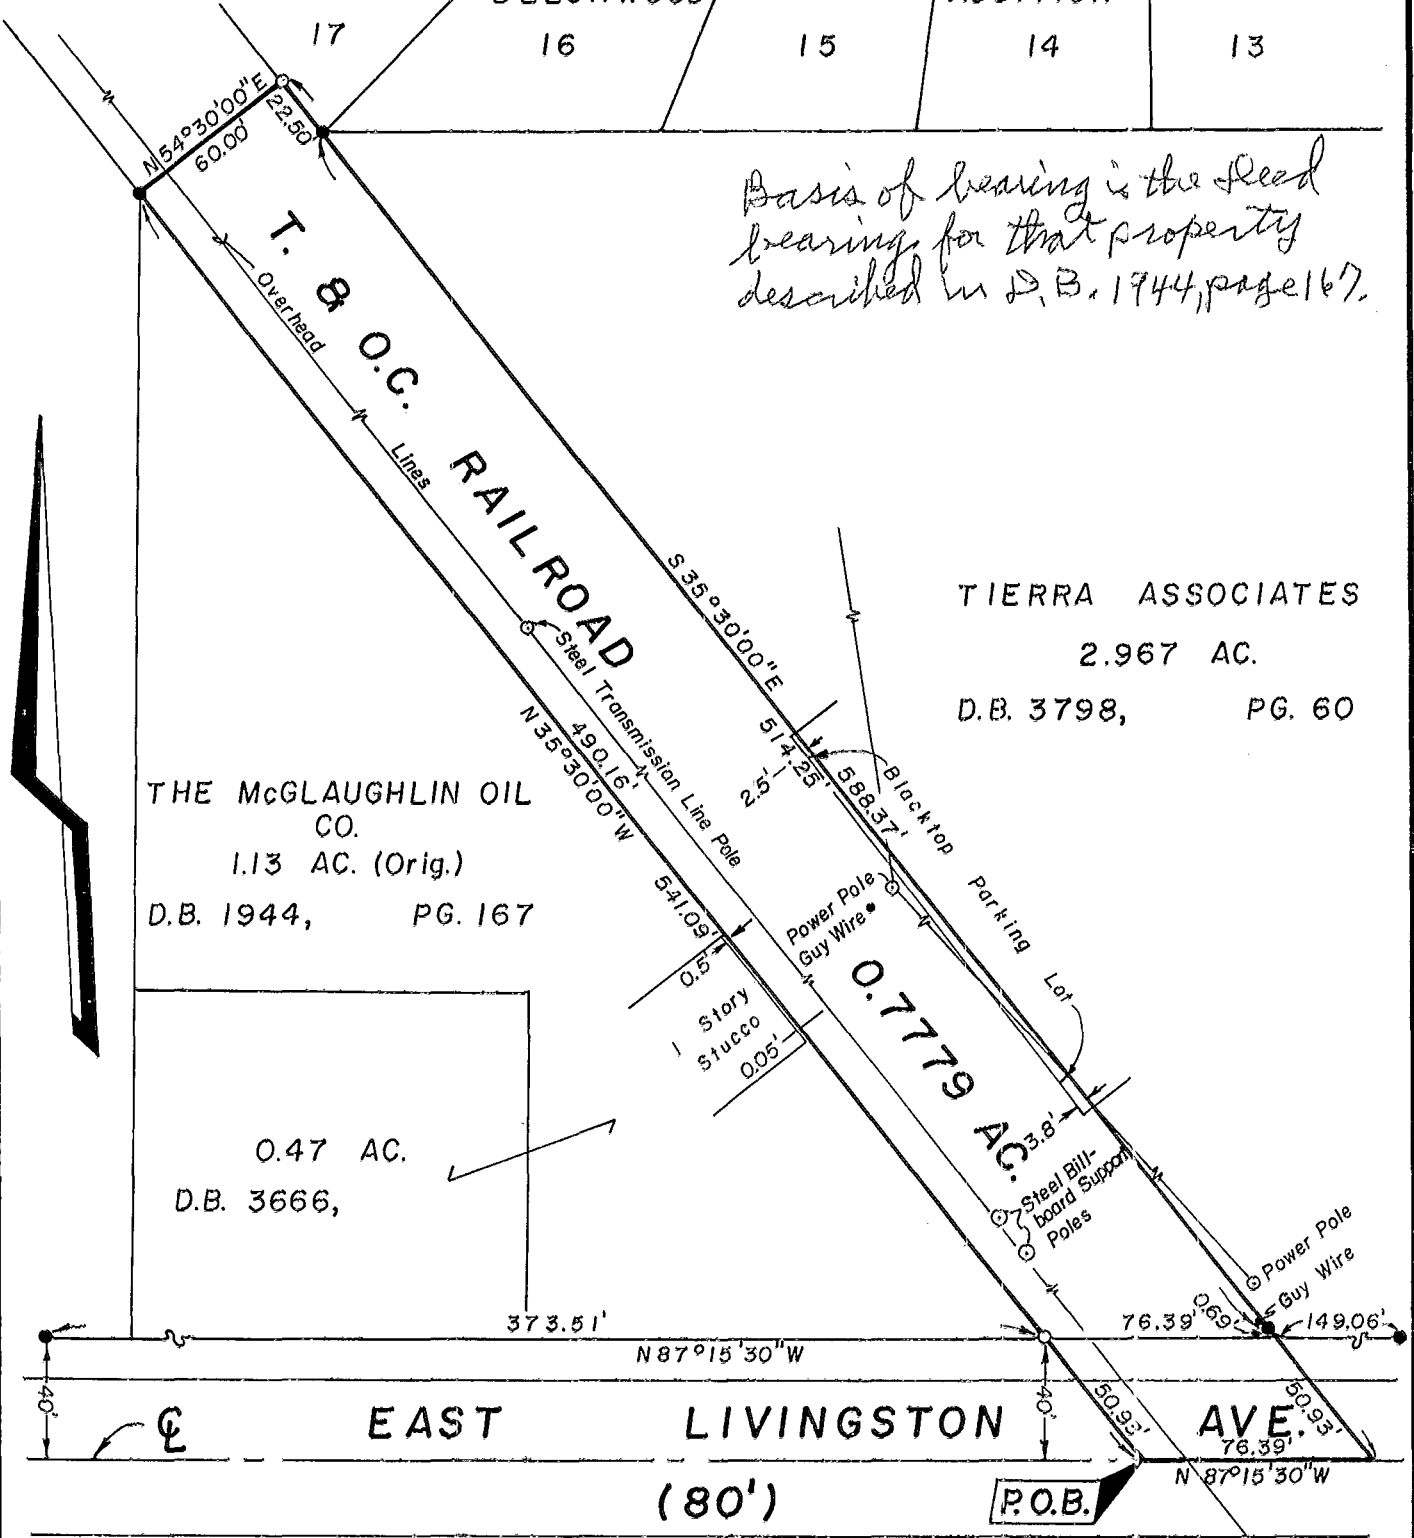 17
16
15
14
13
N 54°30'00"E
60.00'
22.50'
Basis of bearing is the deed
bearing for that property
described in D.B. 1944, page 167.
T. & O.C. RAILROAD
Overhead
Lines
S 35°30'00"E
514.25'
588.37'
TIERRA ASSOCIATES
2.967 AC.
D.B. 3798, PG. 60
Steel Transmission Line Pole
490.16'
N 35°30'00"W
541.09'
2.5'
Blacktop Parking Lot
THE McGLAUGHLIN OIL
CO.
1.13 AC. (Orig.)
D.B. 1944, PG. 167
Power Pole
Guy Wire
0.7779 AC.
0.5'
1 Story
Stucco
0.05'
3.8'
0.47 AC.
D.B. 3666,
Steel Bill-
board Support
Poles
Power Pole
Guy Wire
0.69'
373.51'
76.39'
149.06'
N 87°15'30"W
40'
40'
50.93'
50.93'
℄ EAST LIVINGSTON AVE.
76.39'
N 87°15'30"W
(80')
P.O.B.